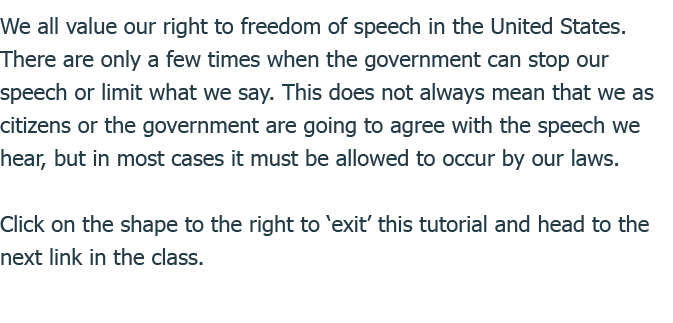 We all value our right to freedom of speech in the United States.
There are only a few times when the government can stop our
speech or limit what we say. This does not always mean that we as
citizens or the government are going to agree with the speech we
hear, but in most cases it must be allowed to occur by our laws.
Click on the shape to the right to ‘exit’ this tutorial and head to the
next link in the class.